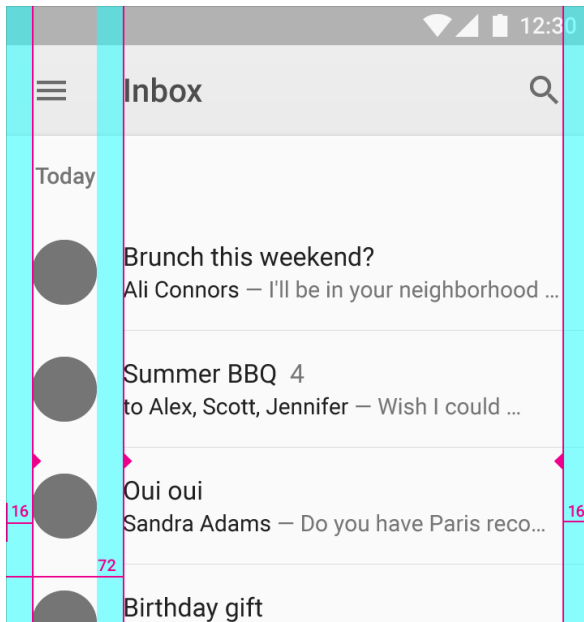 12:30
Inbox
Today
Brunch this weekend?
Ali Connors — I'll be in your neighborhood ...
Summer BBQ 4
to Alex, Scott, Jennifer — Wish I could ...
Oui oui
Sandra Adams — Do you have Paris reco...
16
16
72
Birthday gift